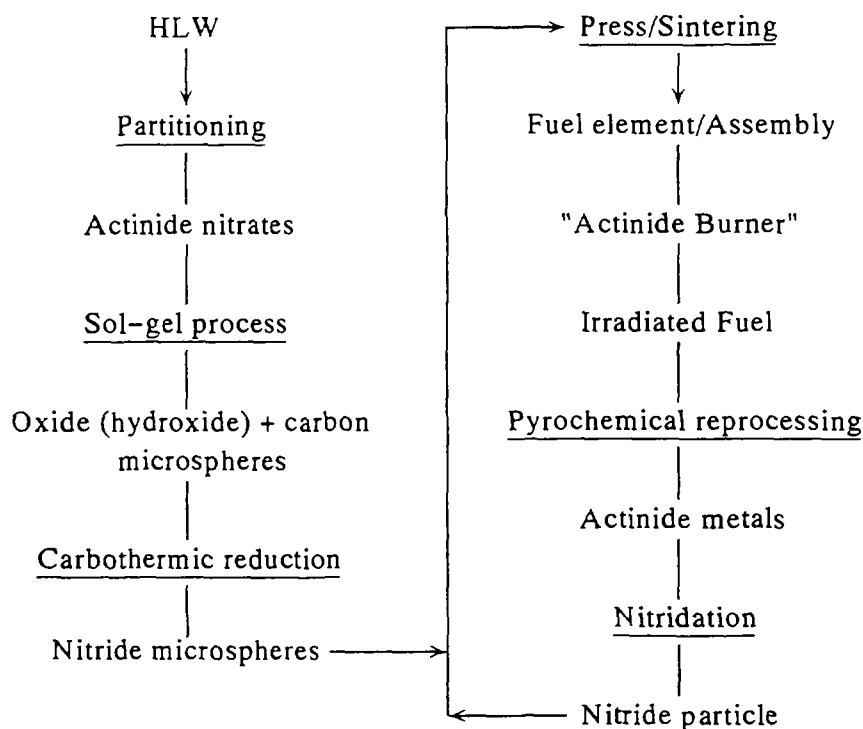 HLW
Partitioning
Actinide nitrates
Sol-gel process
Oxide (hydroxide) + carbon
microspheres
Carbothermic reduction
Nitride microspheres
Press/Sintering
Fuel element/Assembly
"Actinide Burner"
Irradiated Fuel
Pyrochemical reprocessing
Actinide metals
Nitridation
Nitride particle